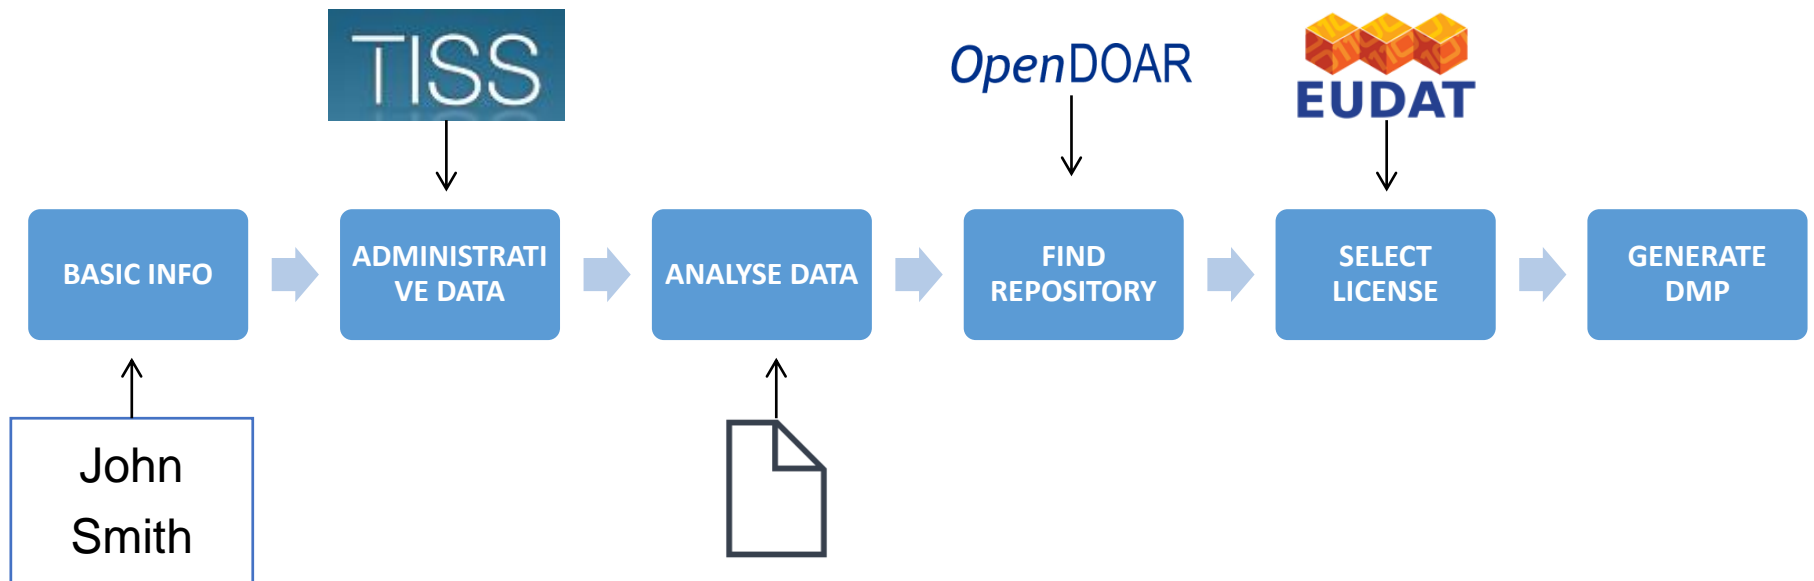 TISS
OpenDOAR
EUDAT
BASIC INFO
ADMINISTRATI
VE DATA
ANALYSE DATA
FIND
REPOSITORY
SELECT
LICENSE
GENERATE
DMP
John
Smith